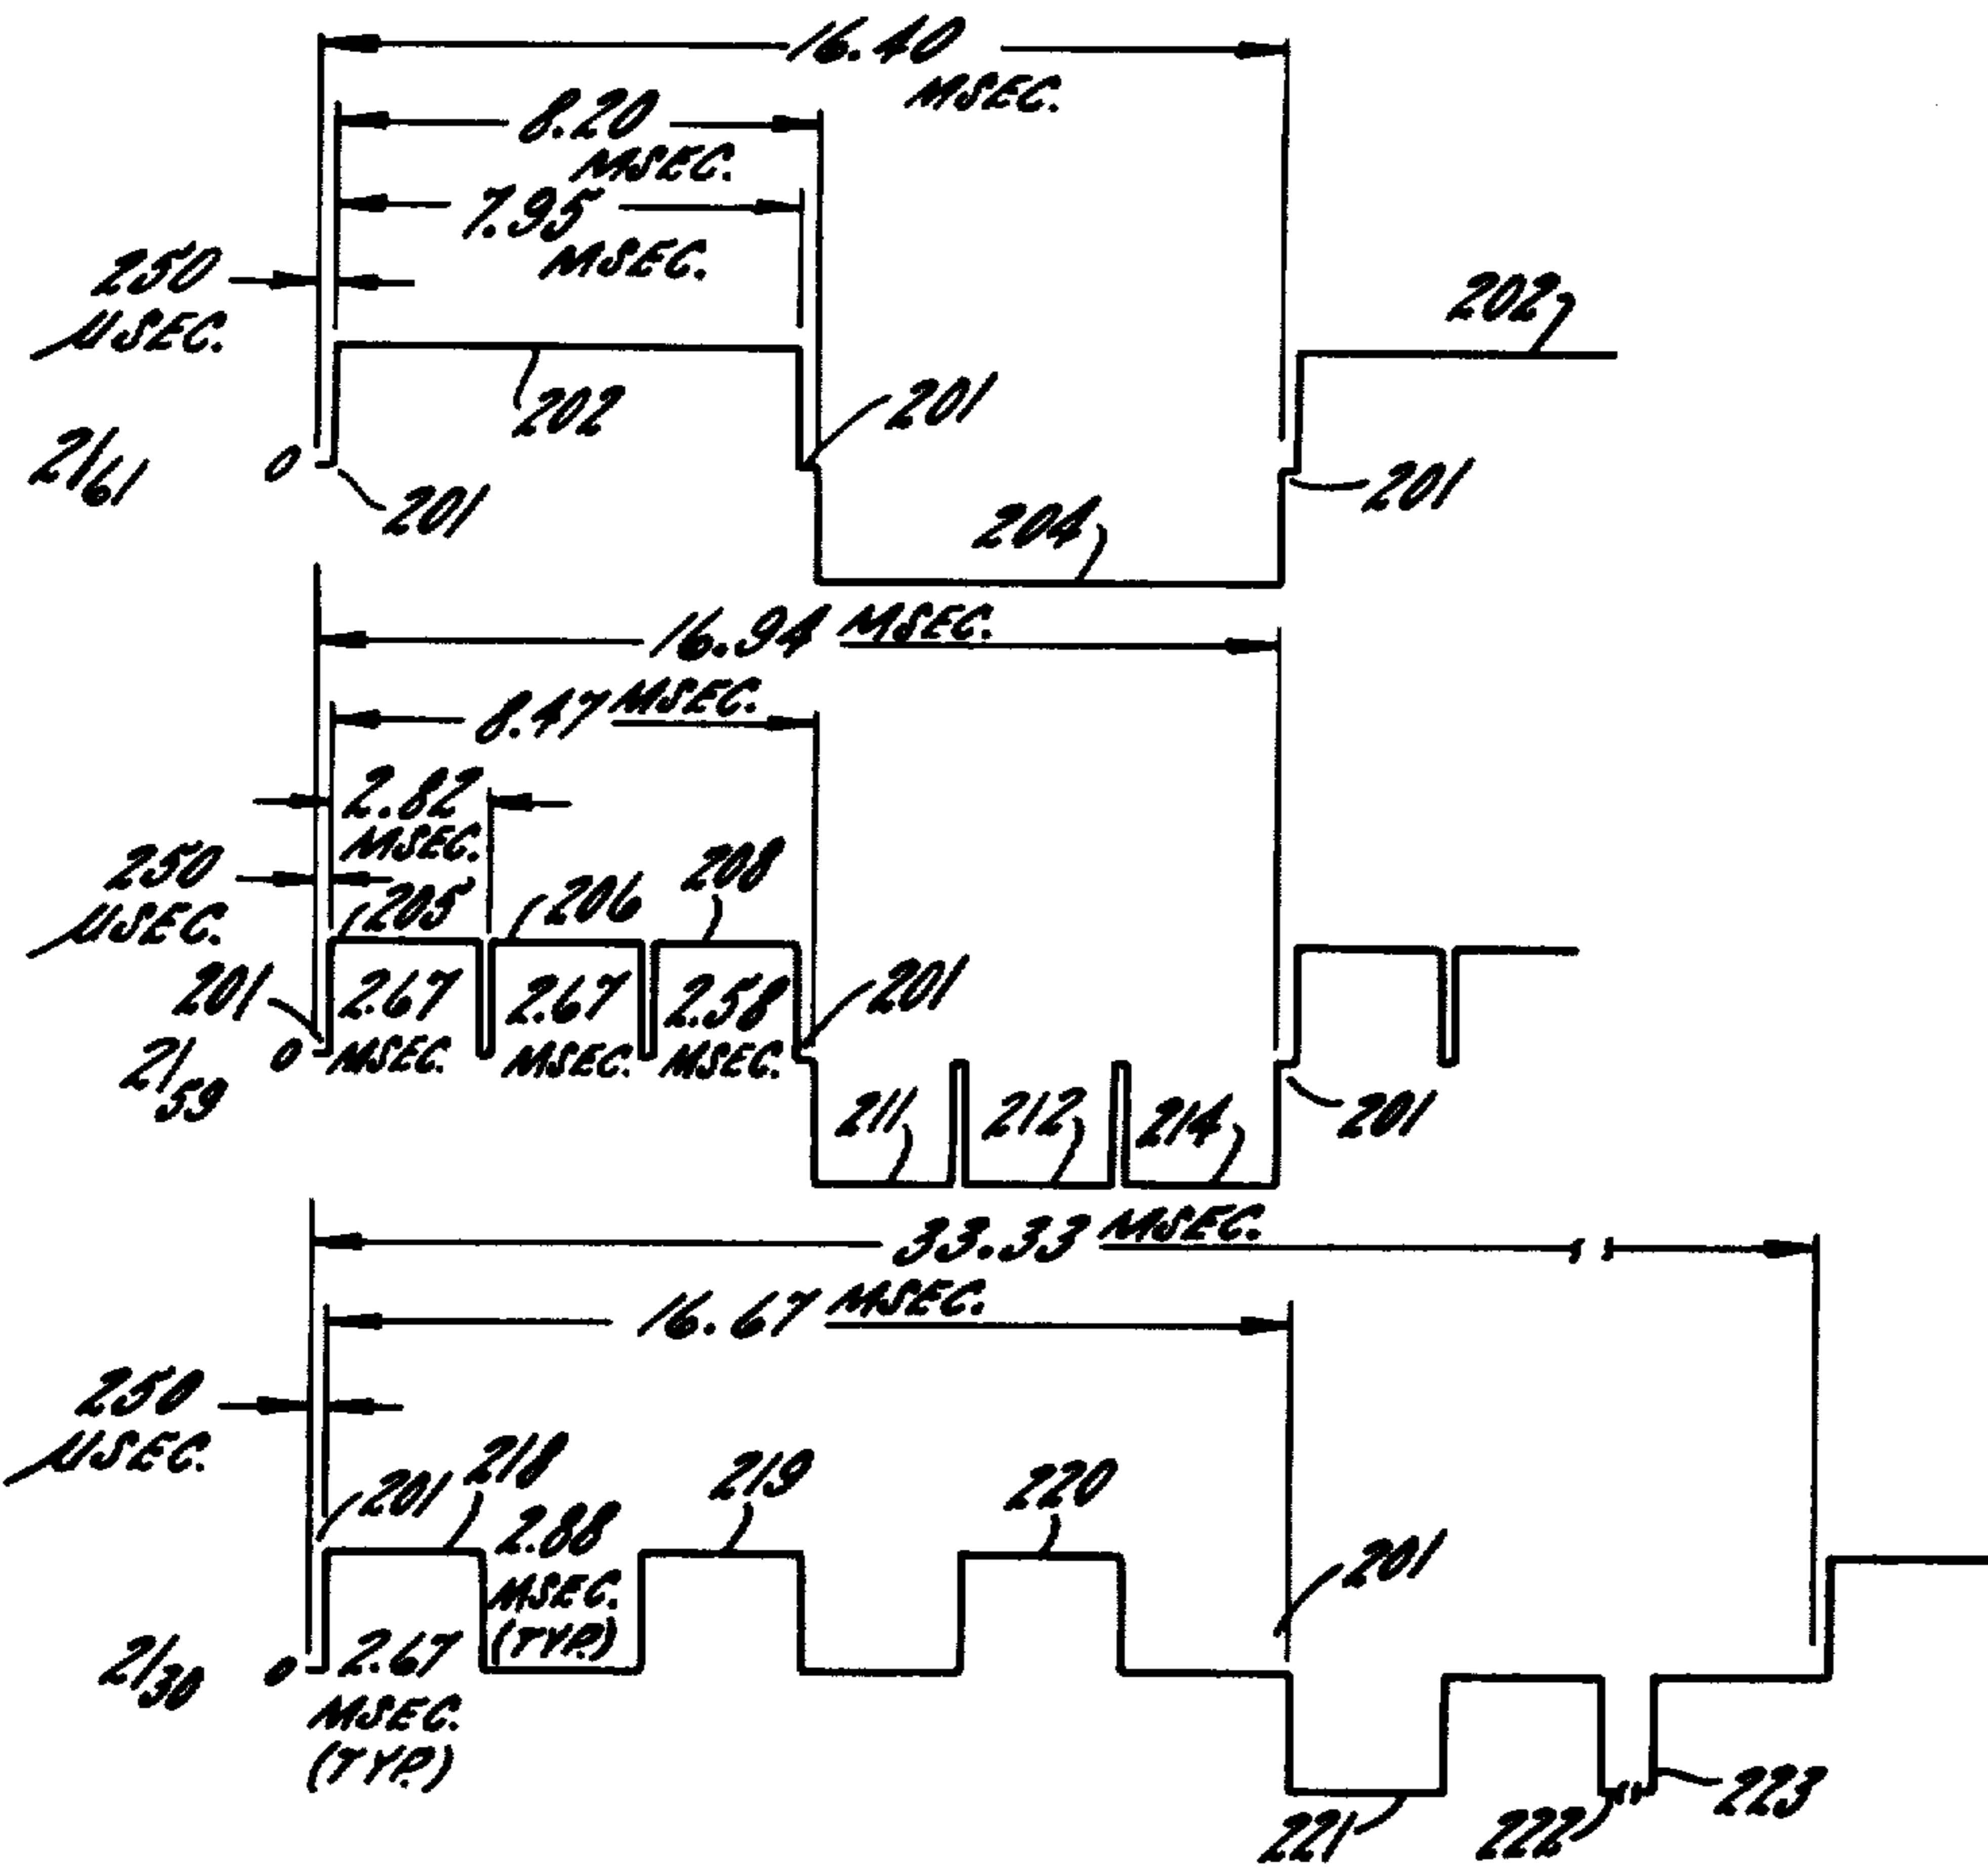 16.40
MSEC.
8.20
MSEC.
7.95
MSEC.
250
µSEC.
202
202
201
2/61
0
201
201
204
16.94 MSEC.
8.47 MSEC.
2.82
MSEC.
250
µSEC.
205
206
208
201
2.67
MSEC.
2.67
MSEC.
2.58
MSEC.
201
2/59
0
211
212
214
201
33.33 MSEC.
16.67 MSEC.
250
µSEC.
201
218
2.88
MSEC.
(TYP.)
219
220
201
2/30
0
2.67
MSEC.
(TYP.)
221
222
223